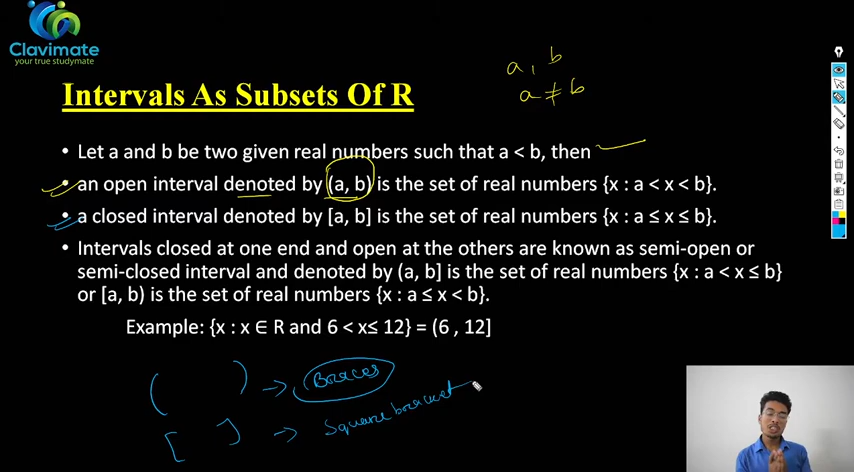 Clavimate
your true studymate
a, b
a ≠ b
Intervals As Subsets Of R
• Let a and b be two given real numbers such that a < b, then
• an open interval denoted by (a, b) is the set of real numbers {x : a < x < b}.
• a closed interval denoted by [a, b] is the set of real numbers {x : a ≤ x ≤ b}.
• Intervals closed at one end and open at the others are known as semi-open or
semi-closed interval and denoted by (a, b] is the set of real numbers {x : a < x ≤ b}
or [a, b) is the set of real numbers {x : a ≤ x < b}.
Example: {x : x ∈ R and 6 < x≤ 12} = (6 , 12]
( ) → Braces
[ ] → Square bracket